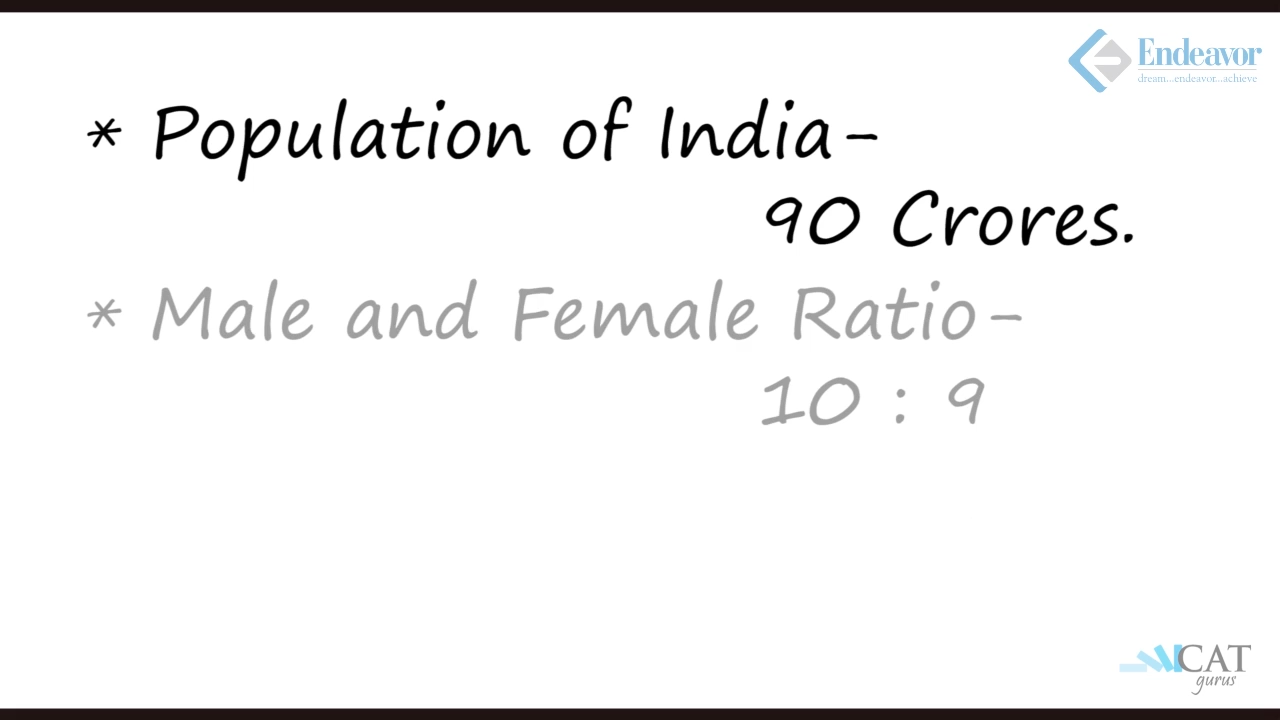 Endeavor
dream...endeavor...achieve
* Population of India-
90 Crores.
* Male and Female Ratio-
10 : 9
CAT
gurus